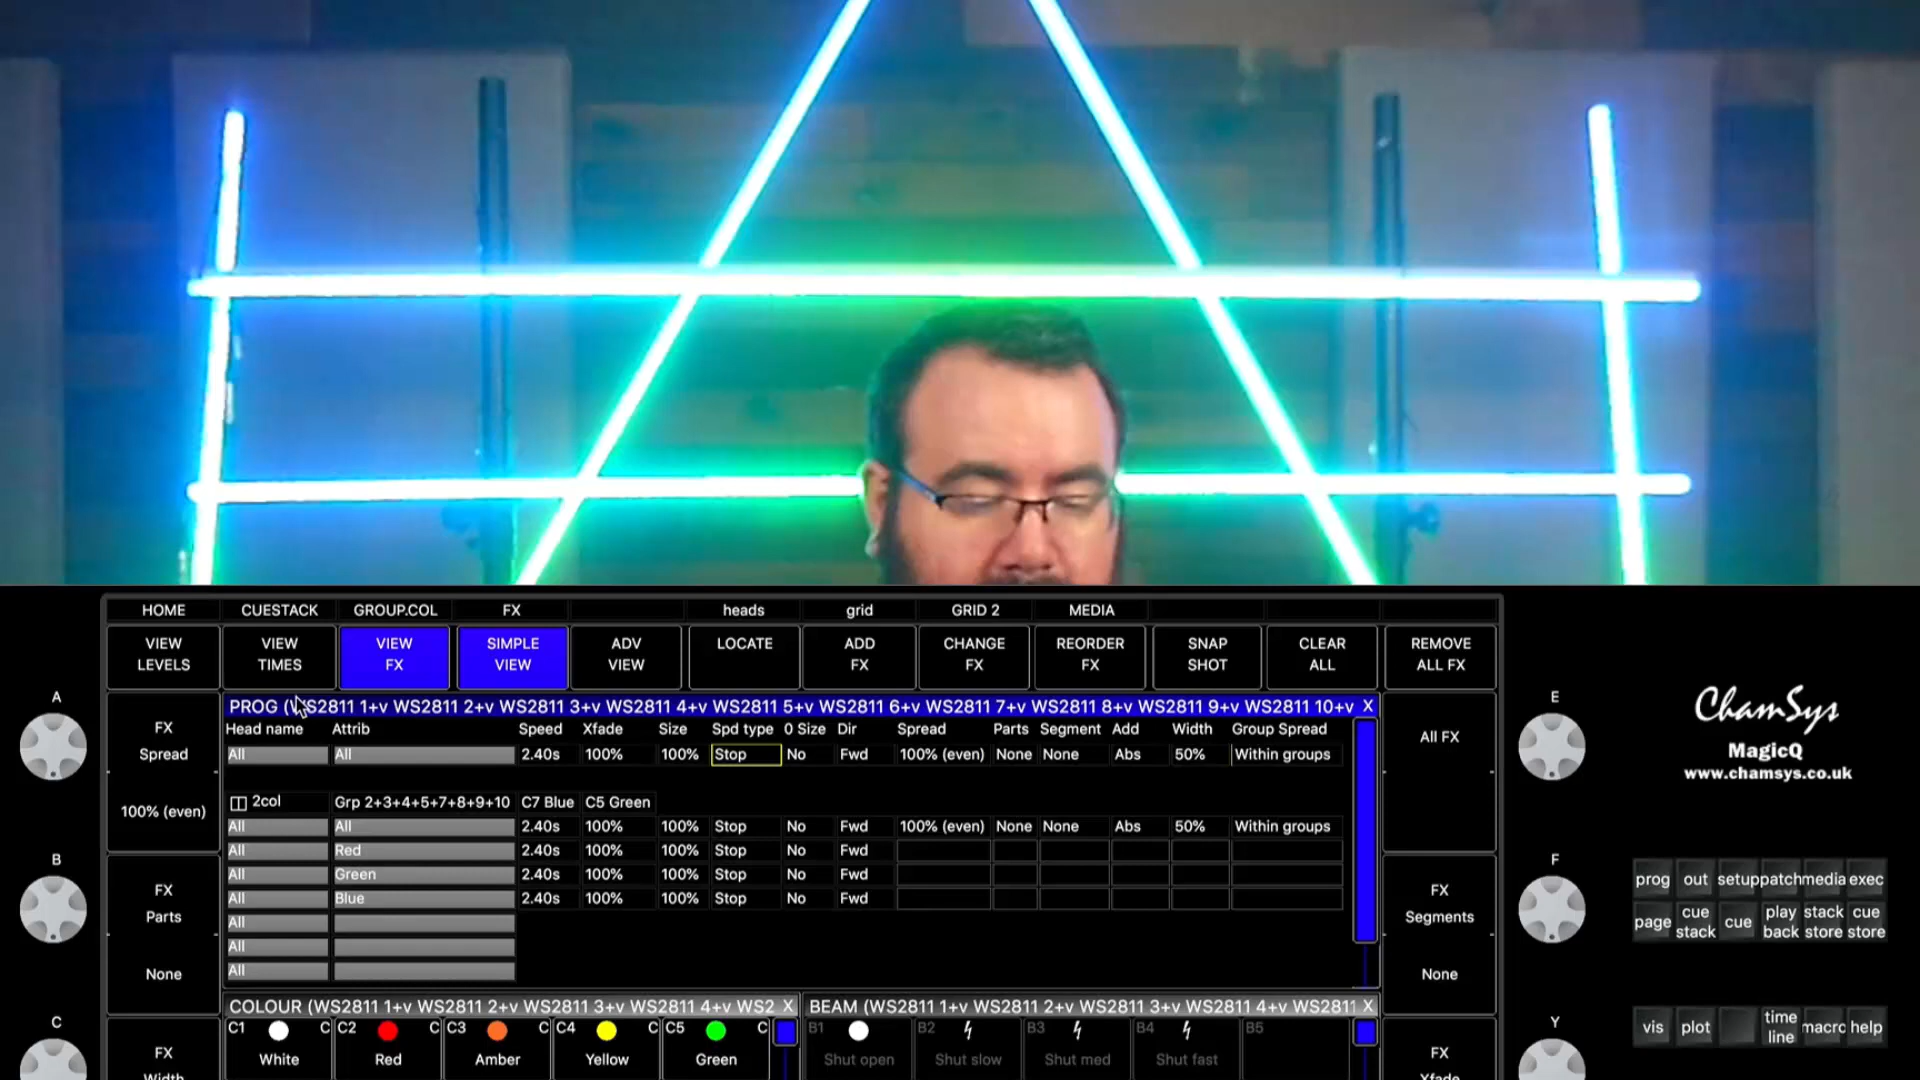 HOME CUESTACK GROUP.COL FX heads grid GRID 2 MEDIA
VIEW LEVELS VIEW TIMES VIEW FX SIMPLE VIEW ADV VIEW LOCATE ADD FX CHANGE FX REORDER FX SNAP SHOT CLEAR ALL REMOVE ALL FX
A
FX Spread
100% (even)
B
FX Parts
None
C
FX
Width
PROG (WS2811 1+v WS2811 2+v WS2811 3+v WS2811 4+v WS2811 5+v WS2811 6+v WS2811 7+v WS2811 8+v WS2811 9+v WS2811 10+v X
Head name Attrib Speed Xfade Size Spd type 0 Size Dir Spread Parts Segment Add Width Group Spread
All All 2.40s 100% 100% Stop No Fwd 100% (even) None None Abs 50% Within groups
2col Grp 2+3+4+5+7+8+9+10 C7 Blue C5 Green
All All 2.40s 100% 100% Stop No Fwd 100% (even) None None Abs 50% Within groups
All Red 2.40s 100% 100% Stop No Fwd
All Green 2.40s 100% 100% Stop No Fwd
All Blue 2.40s 100% 100% Stop No Fwd
All
All
All
COLOUR (WS2811 1+v WS2811 2+v WS2811 3+v WS2811 4+v WS2 X
C1 C C2 C C3 C C4 C C5 C
White Red Amber Yellow Green
BEAM (WS2811 1+v WS2811 2+v WS2811 3+v WS2811 4+v WS2811 X
B1 B2 B3 B4 B5
Shut open Shut slow Shut med Shut fast
All FX
E
F
FX Segments
None
Y
FX
Xfade
ChamSys
MagicQ
www.chamsys.co.uk
prog out setup patch media exec
page cue stack cue play back stack store cue store
vis plot time line macro help